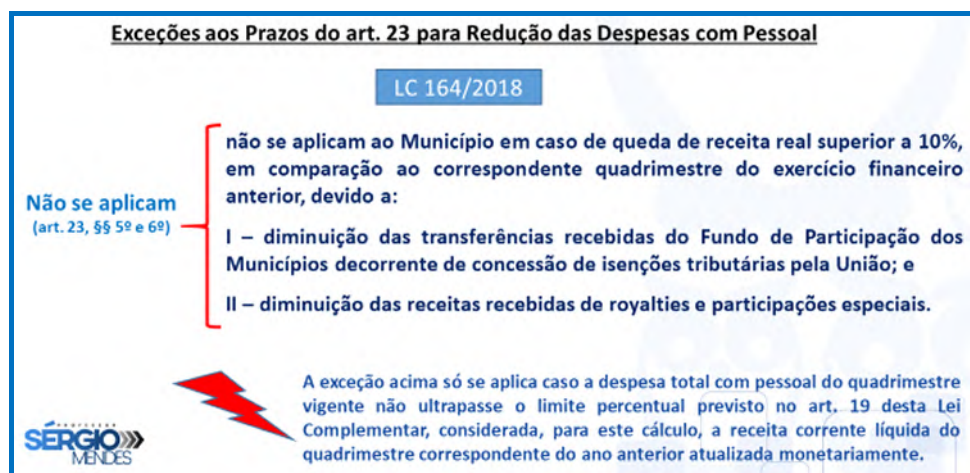 Exceções aos Prazos do art. 23 para Redução das Despesas com Pessoal
LC 164/2018
não se aplicam ao Município em caso de queda de receita real superior a 10%,
em comparação ao correspondente quadrimestre do exercício financeiro
anterior, devido a:
Não se aplicam
(art. 23, §§ 5º e 6º)
I – diminuição das transferências recebidas do Fundo de Participação dos
Municípios decorrente de concessão de isenções tributárias pela União; e
II – diminuição das receitas recebidas de royalties e participações especiais.
A exceção acima só se aplica caso a despesa total com pessoal do quadrimestre
vigente não ultrapasse o limite percentual previsto no art. 19 desta Lei
Complementar, considerada, para este cálculo, a receita corrente líquida do
quadrimestre correspondente do ano anterior atualizada monetariamente.
PROFESSOR
SÉRGIO
MENDES